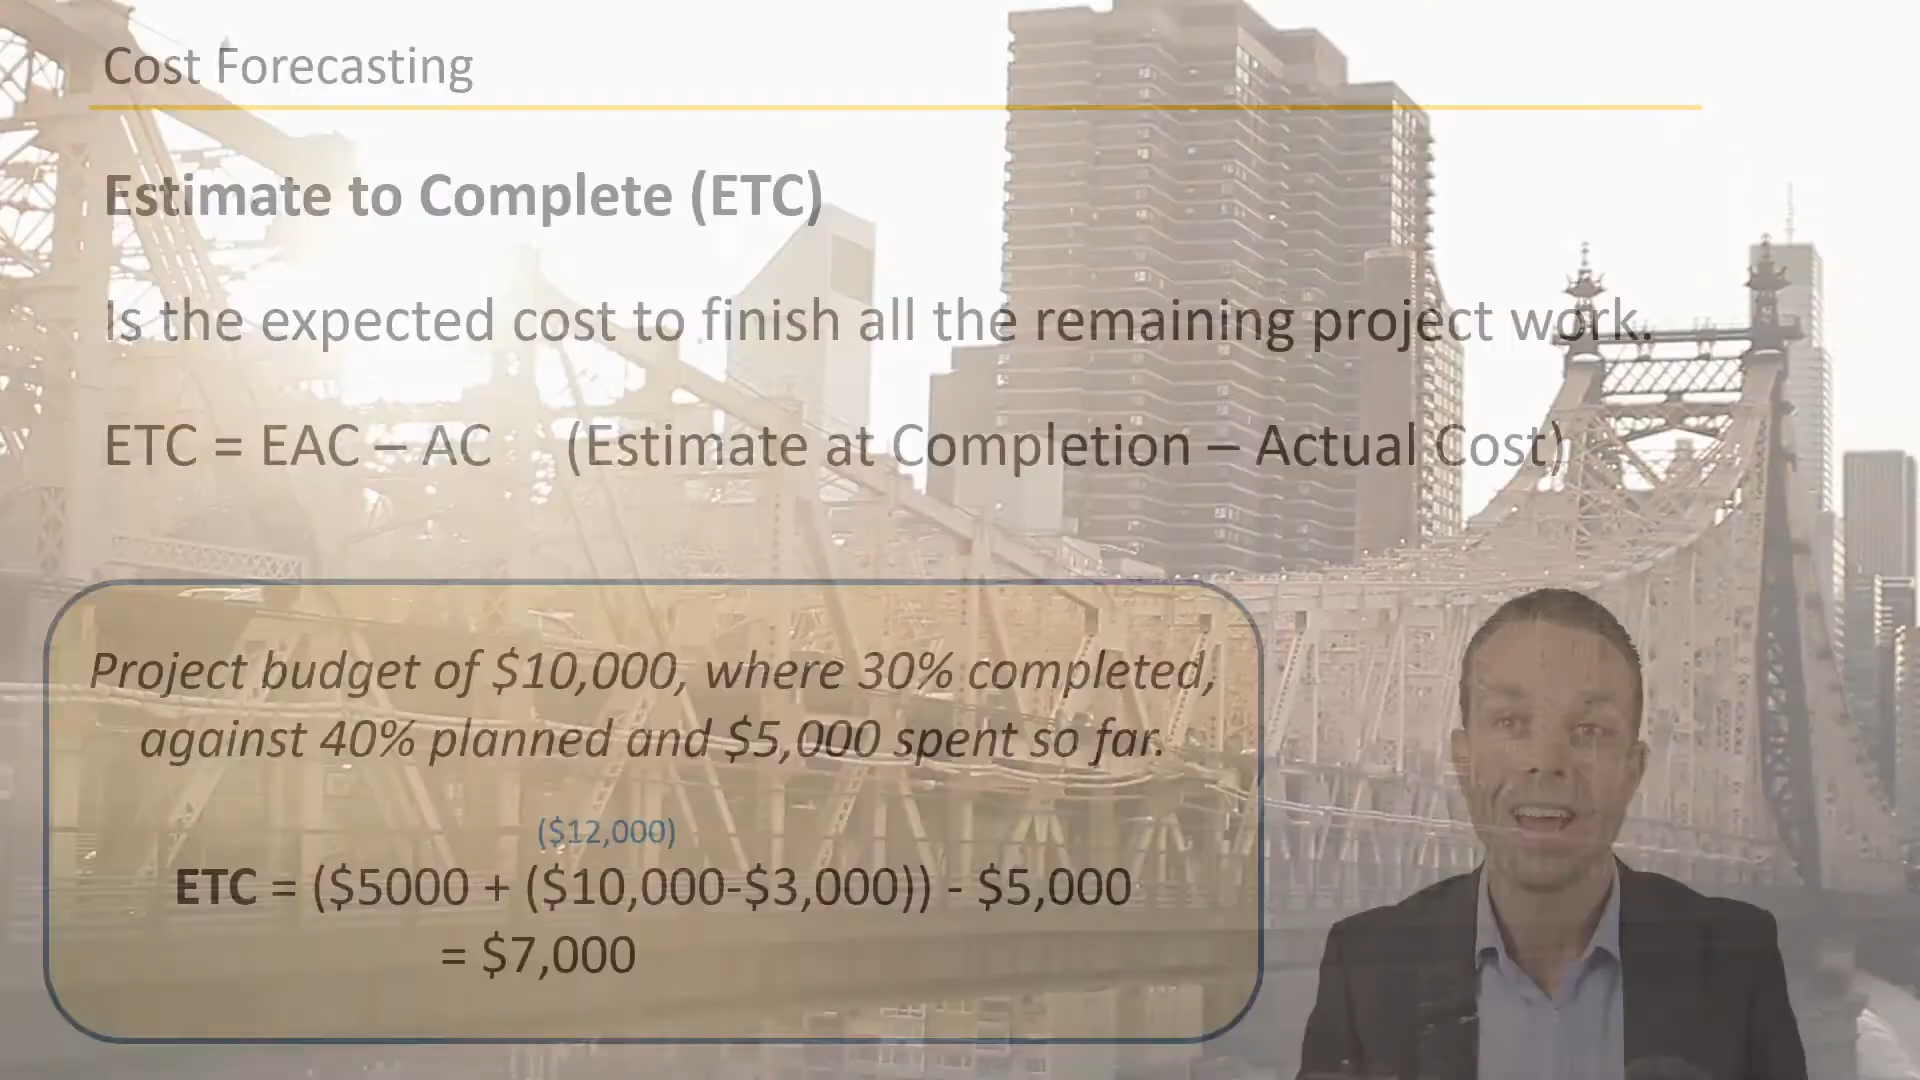 Cost Forecasting
Estimate to Complete (ETC)
Is the expected cost to finish all the remaining project work.
ETC = EAC – AC (Estimate at Completion – Actual Cost)
Project budget of $10,000, where 30% completed,
against 40% planned and $5,000 spent so far.
($12,000)
ETC = ($5000 + ($10,000-$3,000)) - $5,000
= $7,000